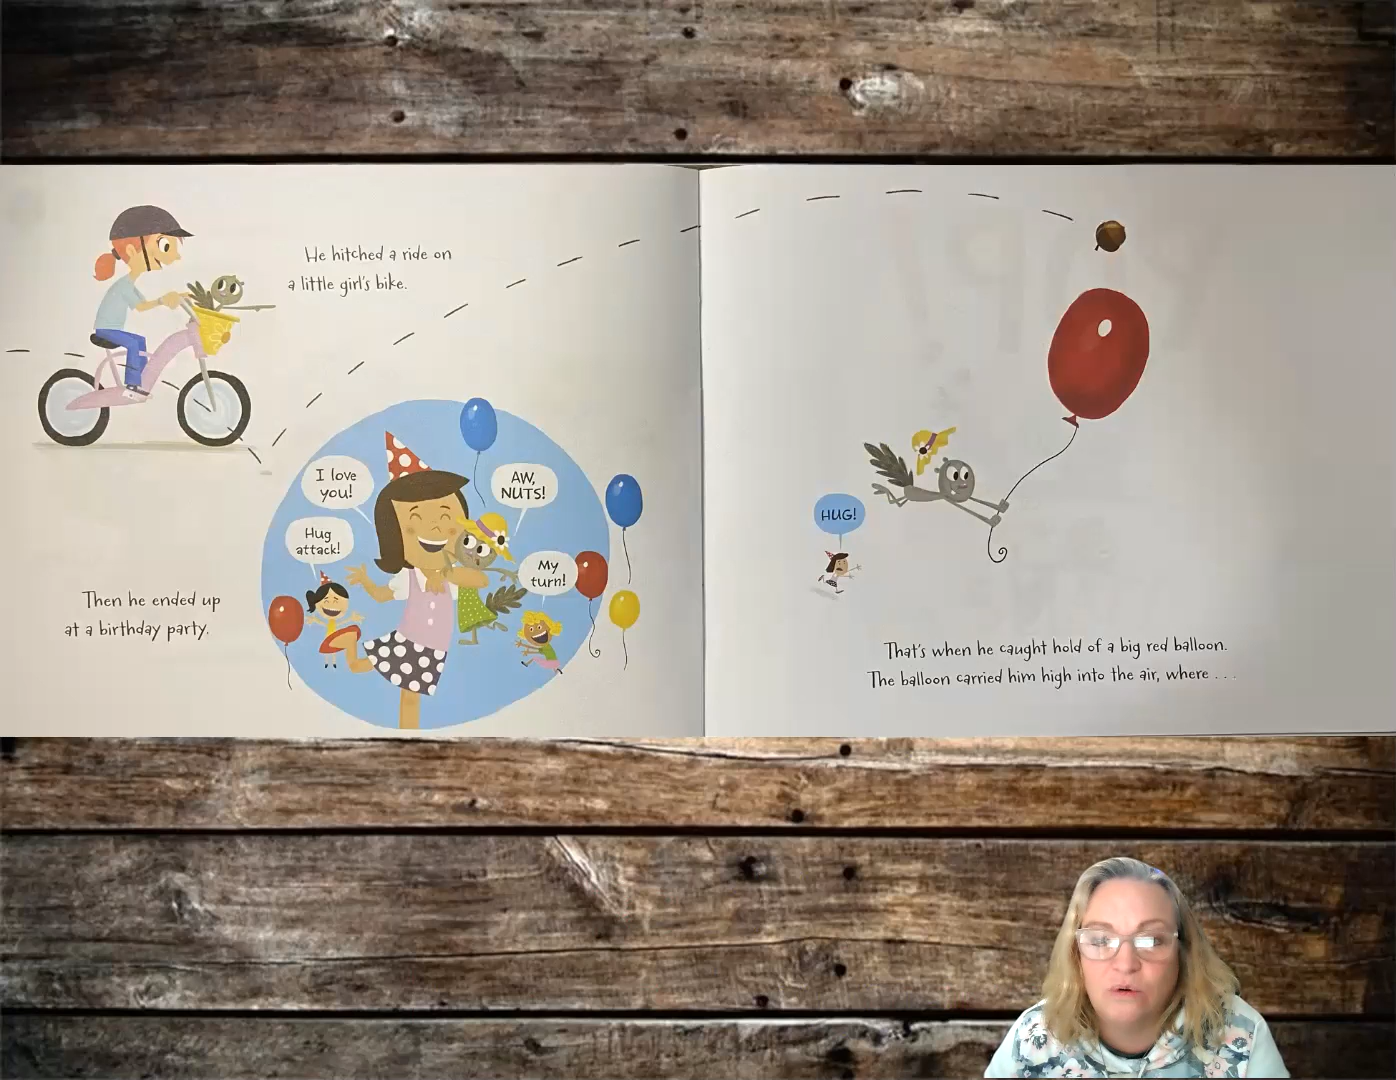 He hitched a ride on
a little girl's bike.
I love
you!
AW,
NUTS!
Hug
attack!
My
turn!
Then he ended up
at a birthday party.
HUG!
That's when he caught hold of a big red balloon.
The balloon carried him high into the air, where . . .